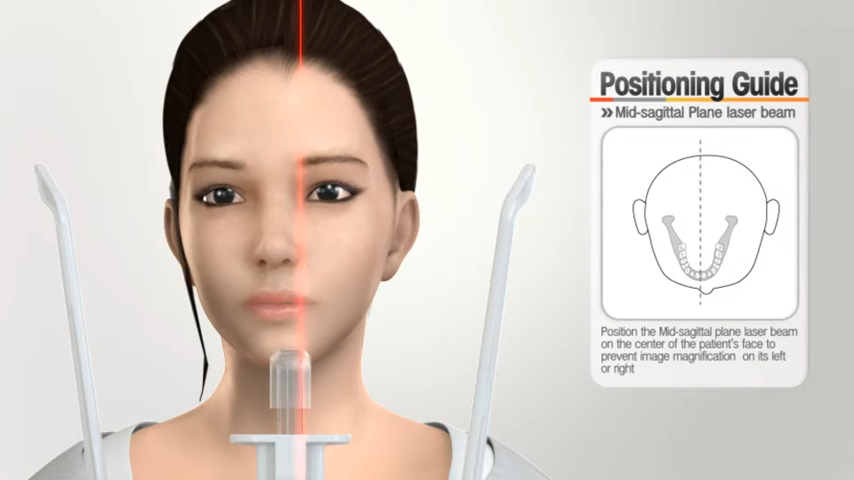 Positioning Guide
» Mid-sagittal Plane laser beam
Position the Mid-sagittal plane laser beam
on the center of the patient's face to
prevent image magnification on its left
or right